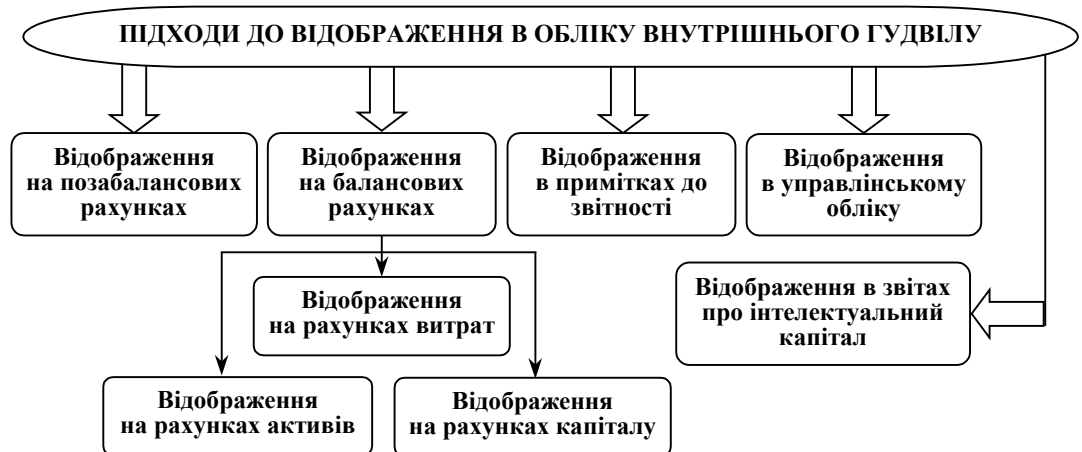 ПІДХОДИ ДО ВІДОБРАЖЕННЯ В ОБЛІКУ ВНУТРІШНЬОГО ГУДВІЛУ
Відображення
на позабалансових
рахунках
Відображення
на балансових
рахунках
Відображення
в примітках до
звітності
Відображення
в управлінському
обліку
Відображення
на рахунках витрат
Відображення в звітах
про інтелектуальний
капітал
Відображення
на рахунках активів
Відображення
на рахунках капіталу